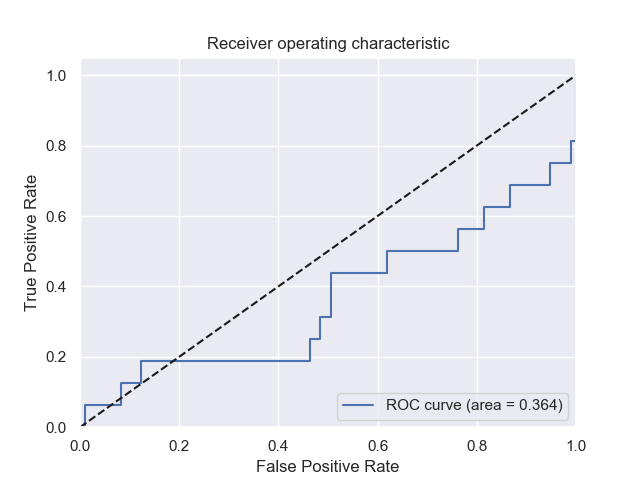 Receiver operating characteristic
True Positive Rate
1.0
0.8
0.6
0.4
0.2
0.0
ROC curve (area = 0.364)
0.0 0.2 0.4 0.6 0.8 1.0
False Positive Rate